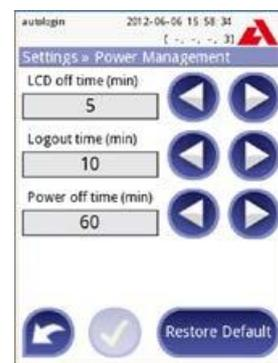 autologin 2012-06-06 15 58 34
[ -, -, -, 3]
Settings » Power Management
LCD off time (min)
5
Logout time (min)
10
Power off time (min)
60
Restore Default